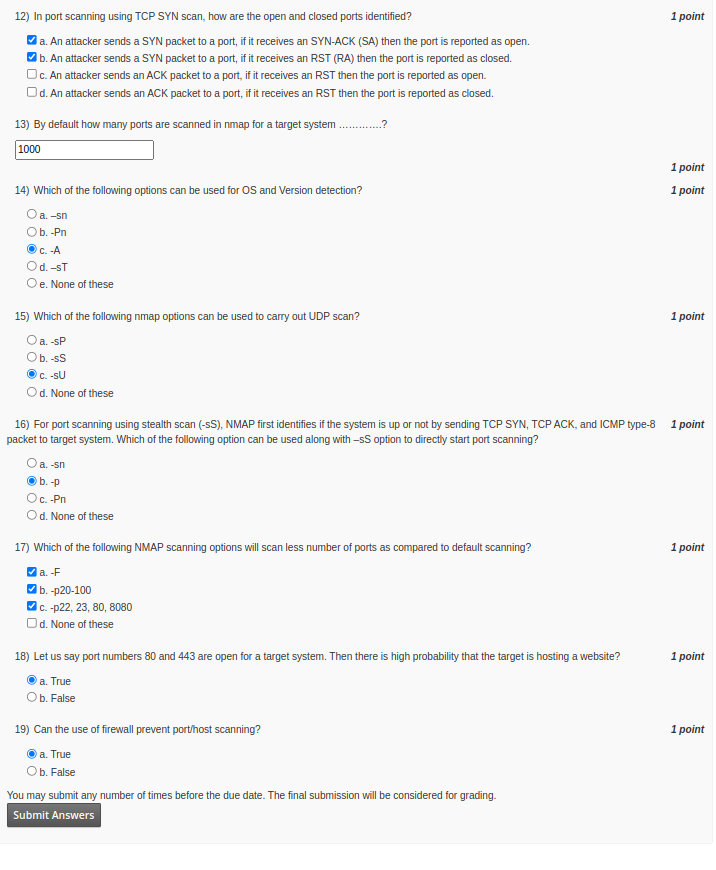 12) In port scanning using TCP SYN scan, how are the open and closed ports identified? 1 point
a. An attacker sends a SYN packet to a port, if it receives an SYN-ACK (SA) then the port is reported as open.
b. An attacker sends a SYN packet to a port, if it receives an RST (RA) then the port is reported as closed.
c. An attacker sends an ACK packet to a port, if it receives an RST then the port is reported as open.
d. An attacker sends an ACK packet to a port, if it receives an RST then the port is reported as closed.
13) By default how many ports are scanned in nmap for a target system ………….?
1000
1 point
14) Which of the following options can be used for OS and Version detection? 1 point
a. –sn
b. -Pn
c. -A
d. –sT
e. None of these
15) Which of the following nmap options can be used to carry out UDP scan? 1 point
a. -sP
b. -sS
c. -sU
d. None of these
16) For port scanning using stealth scan (-sS), NMAP first identifies if the system is up or not by sending TCP SYN, TCP ACK, and ICMP type-8 1 point
packet to target system. Which of the following option can be used along with –sS option to directly start port scanning?
a. -sn
b. -p
c. -Pn
d. None of these
17) Which of the following NMAP scanning options will scan less number of ports as compared to default scanning? 1 point
a. -F
b. -p20-100
c. -p22, 23, 80, 8080
d. None of these
18) Let us say port numbers 80 and 443 are open for a target system. Then there is high probability that the target is hosting a website? 1 point
a. True
b. False
19) Can the use of firewall prevent port/host scanning? 1 point
a. True
b. False
You may submit any number of times before the due date. The final submission will be considered for grading.
Submit Answers